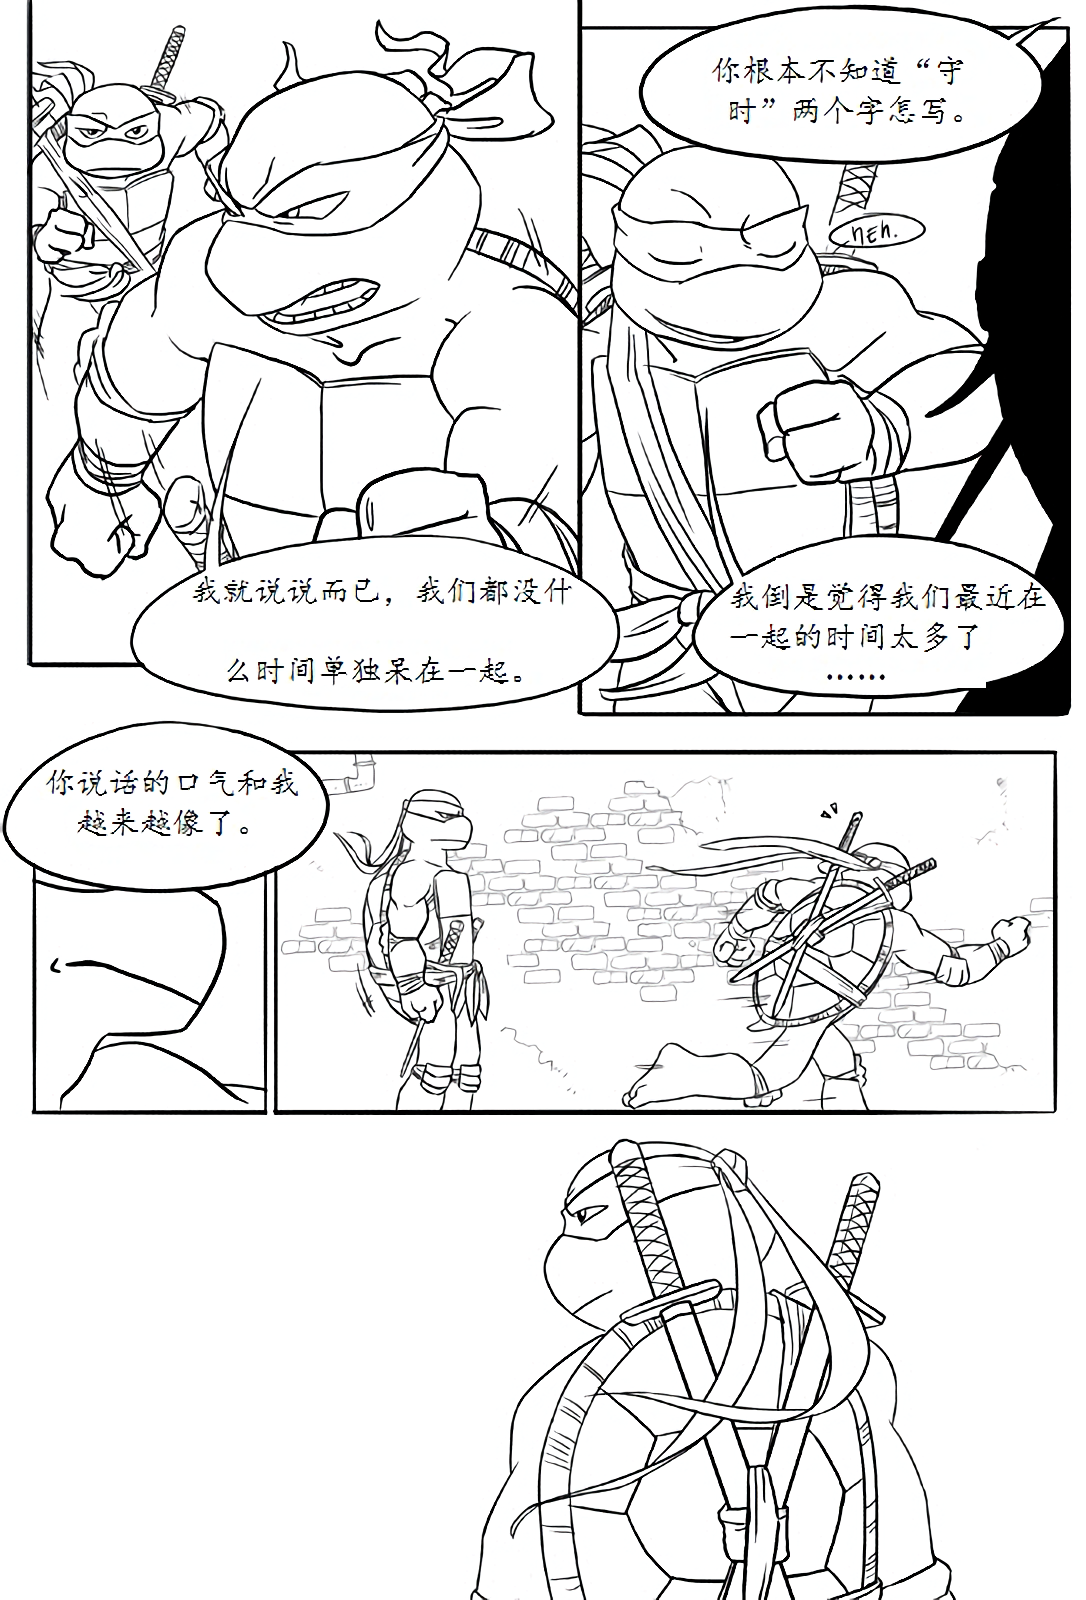 你根本不知道“守
时”两个字怎写。
neh.
我就说说而已，我们都没什
么时间单独呆在一起。
我倒是觉得我们最近在
一起的时间太多了
……
你说话的口气和我
越来越像了。